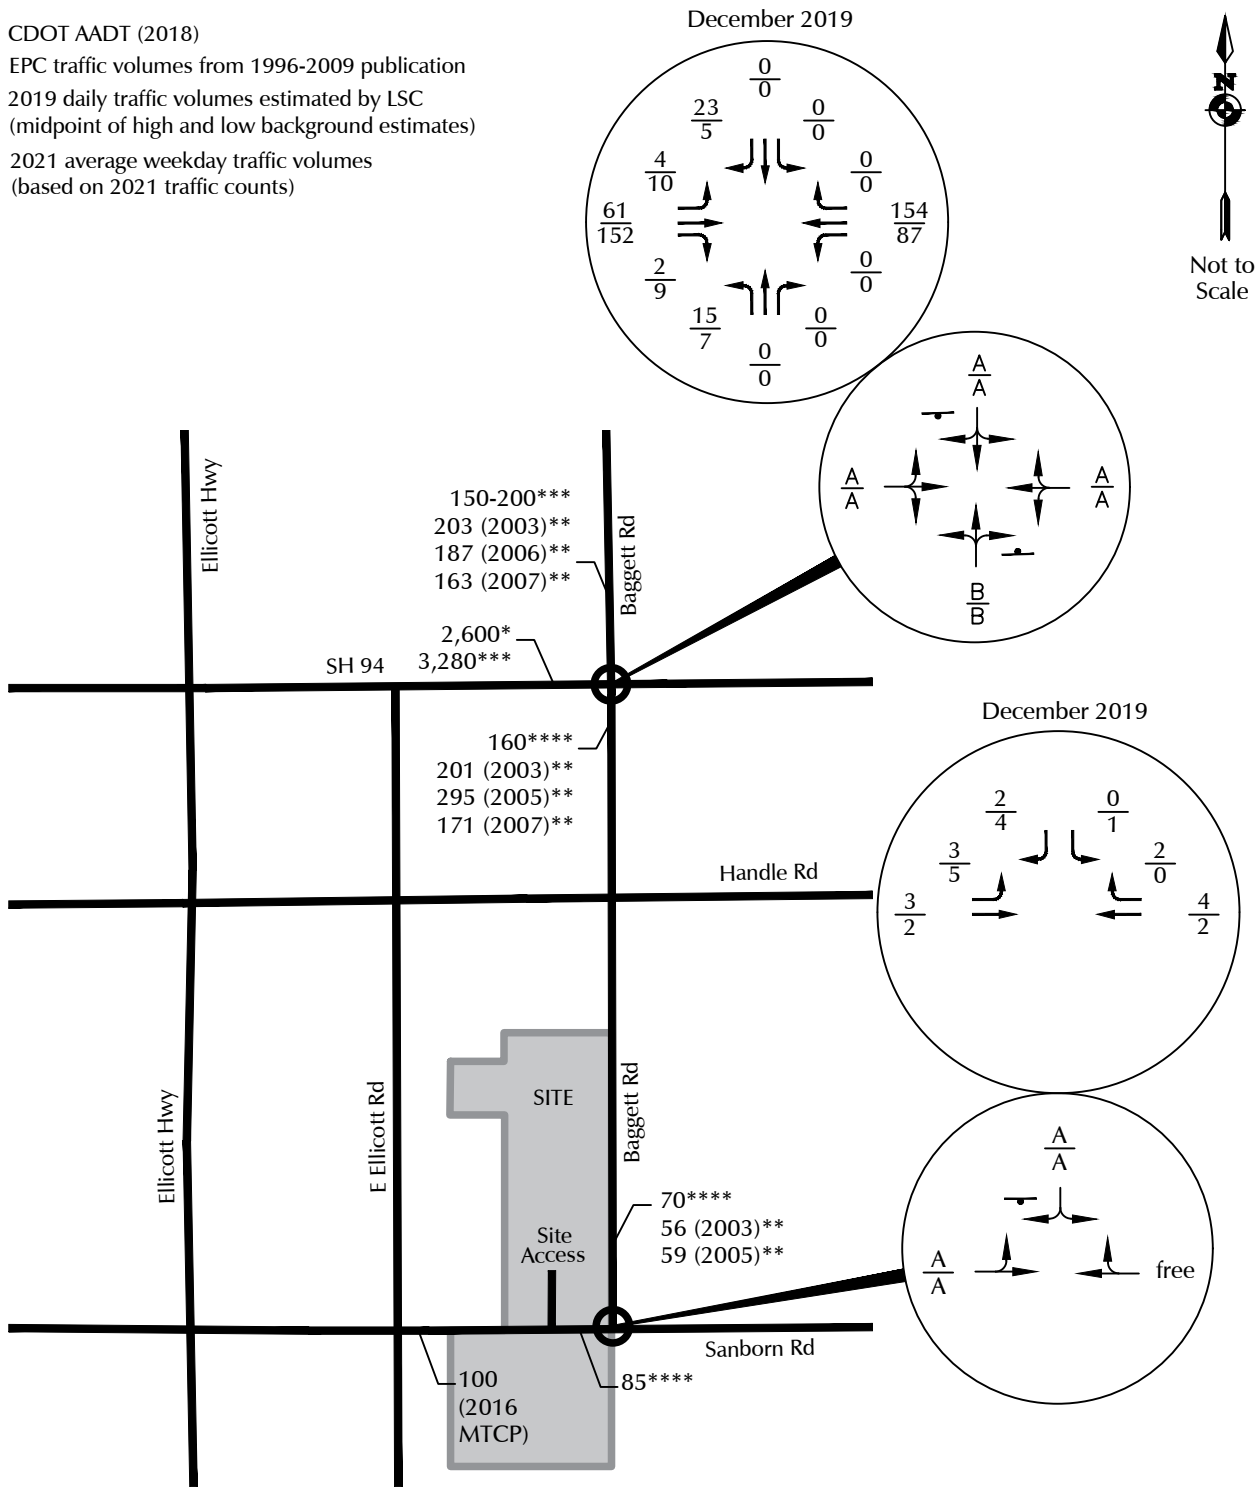 CDOT AADT (2018)
EPC traffic volumes from 1996-2009 publication
2019 daily traffic volumes estimated by LSC
(midpoint of high and low background estimates)
2021 average weekday traffic volumes
(based on 2021 traffic counts)
December 2019
0
0
23
5
0
0
4
10
0
0
61
152
154
87
2
9
0
0
15
7
0
0
0
0
N
Not to
Scale
A
A
A
A
A
A
B
B
Ellicott Hwy
150-200***
203 (2003)**
187 (2006)**
163 (2007)**
Baggett Rd
2,600*
3,280***
SH 94
160****
201 (2003)**
295 (2005)**
171 (2007)**
Handle Rd
December 2019
2
4
0
1
3
5
2
0
3
2
4
2
SITE
Baggett Rd
E Ellicott Rd
Ellicott Hwy
Site
Access
70****
56 (2003)**
59 (2005)**
A
A
A
A
free
Sanborn Rd
100
(2016
MTCP)
85****